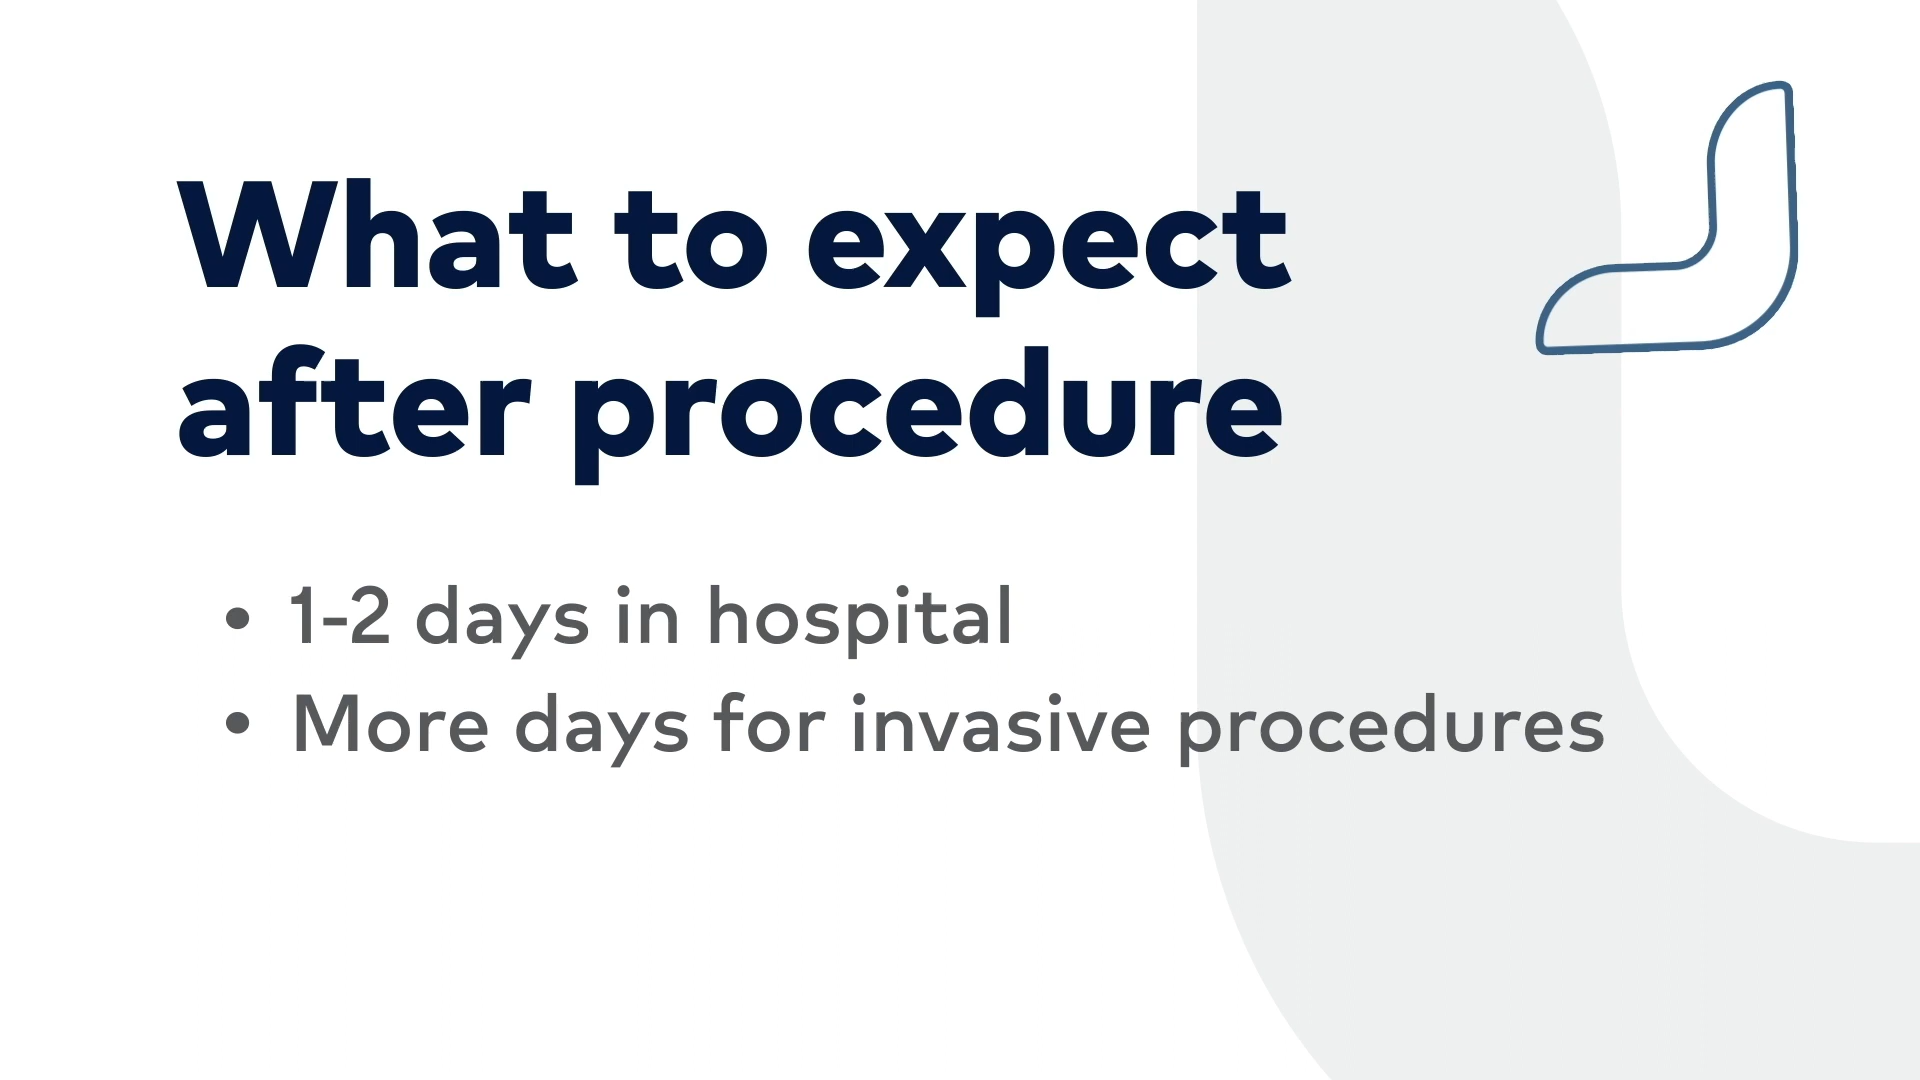 What to expect
after procedure
• 1-2 days in hospital
• More days for invasive procedures